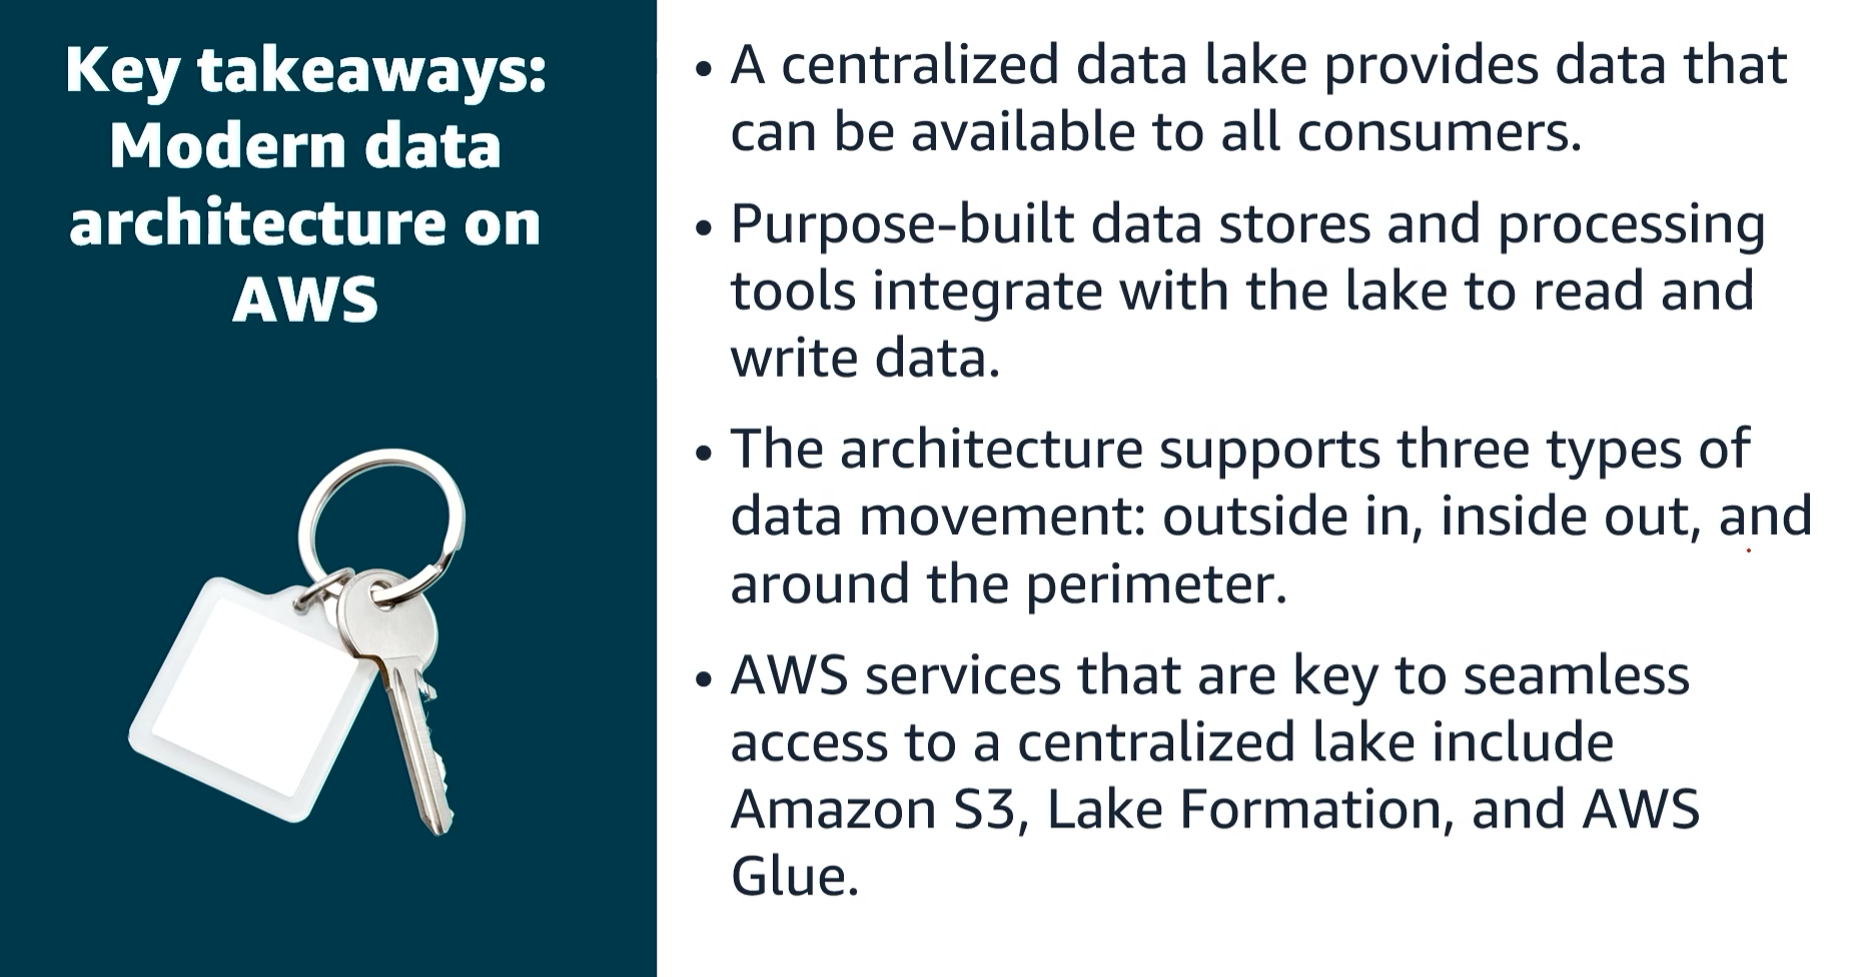 Key takeaways:
Modern data
architecture on
AWS
• A centralized data lake provides data that
can be available to all consumers.
• Purpose-built data stores and processing
tools integrate with the lake to read and
write data.
• The architecture supports three types of
data movement: outside in, inside out, and
around the perimeter.
• AWS services that are key to seamless
access to a centralized lake include
Amazon S3, Lake Formation, and AWS
Glue.